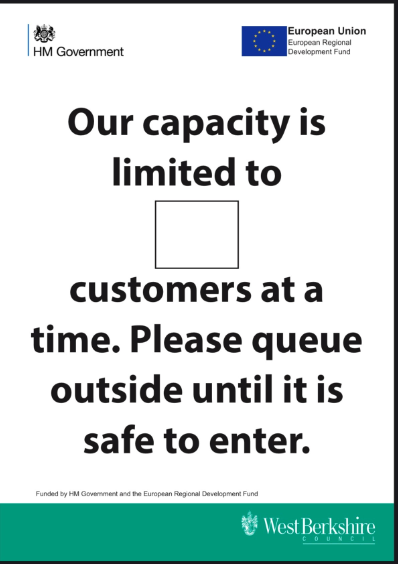 HM Government
European Union
European Regional
Development Fund
Our capacity is
limited to
customers at a
time. Please queue
outside until it is
safe to enter.
Funded by HM Government and the European Regional Development Fund
West Berkshire
COUNCIL